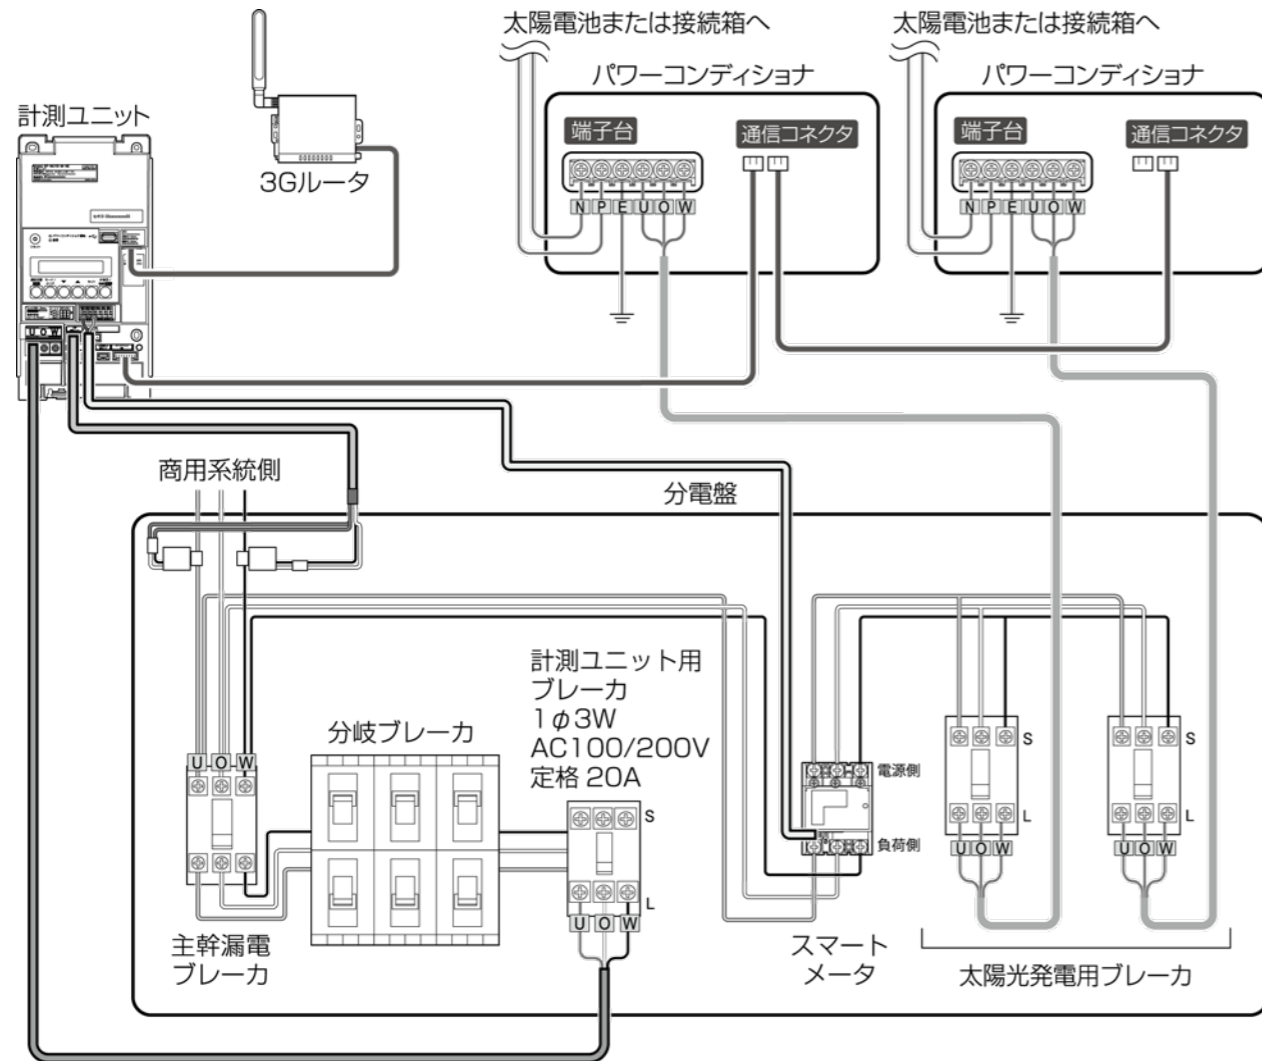 太陽電池または接続箱へ
太陽電池または接続箱へ
パワーコンディショナ
パワーコンディショナ
計測ユニット
端子台
通信コネクタ
端子台
通信コネクタ
3Gルータ
N P E U O W
N P E U O W
U O W
商用系統側
分電盤
計測ユニット用
ブレーカ
1φ3W
AC100/200V
定格 20A
分岐ブレーカ
U O W
S
L
U O W
電源側
負荷側
S
L
U O W
S
L
U O W
主幹漏電
ブレーカ
スマート
メータ
太陽光発電用ブレーカ